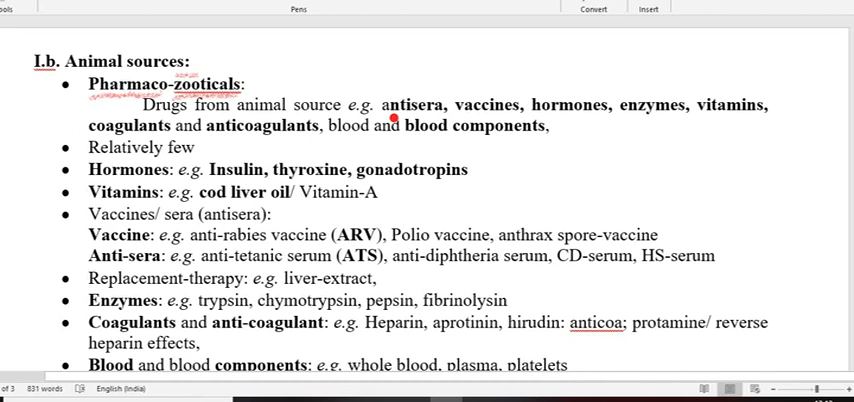 ools
Pens
Convert
Insert
I.b. Animal sources:
• Pharmaco-zooticals:
Drugs from animal source e.g. antisera, vaccines, hormones, enzymes, vitamins,
coagulants and anticoagulants, blood and blood components,
• Relatively few
• Hormones: e.g. Insulin, thyroxine, gonadotropins
• Vitamins: e.g. cod liver oil/ Vitamin-A
• Vaccines/ sera (antisera):
Vaccine: e.g. anti-rabies vaccine (ARV), Polio vaccine, anthrax spore-vaccine
Anti-sera: e.g. anti-tetanic serum (ATS), anti-diphtheria serum, CD-serum, HS-serum
• Replacement-therapy: e.g. liver-extract,
• Enzymes: e.g. trypsin, chymotrypsin, pepsin, fibrinolysin
• Coagulants and anti-coagulant: e.g. Heparin, aprotinin, hirudin: anticoa; protamine/ reverse
heparin effects,
• Blood and blood components: e.g. whole blood, plasma, platelets
of 3 831 words English (India)